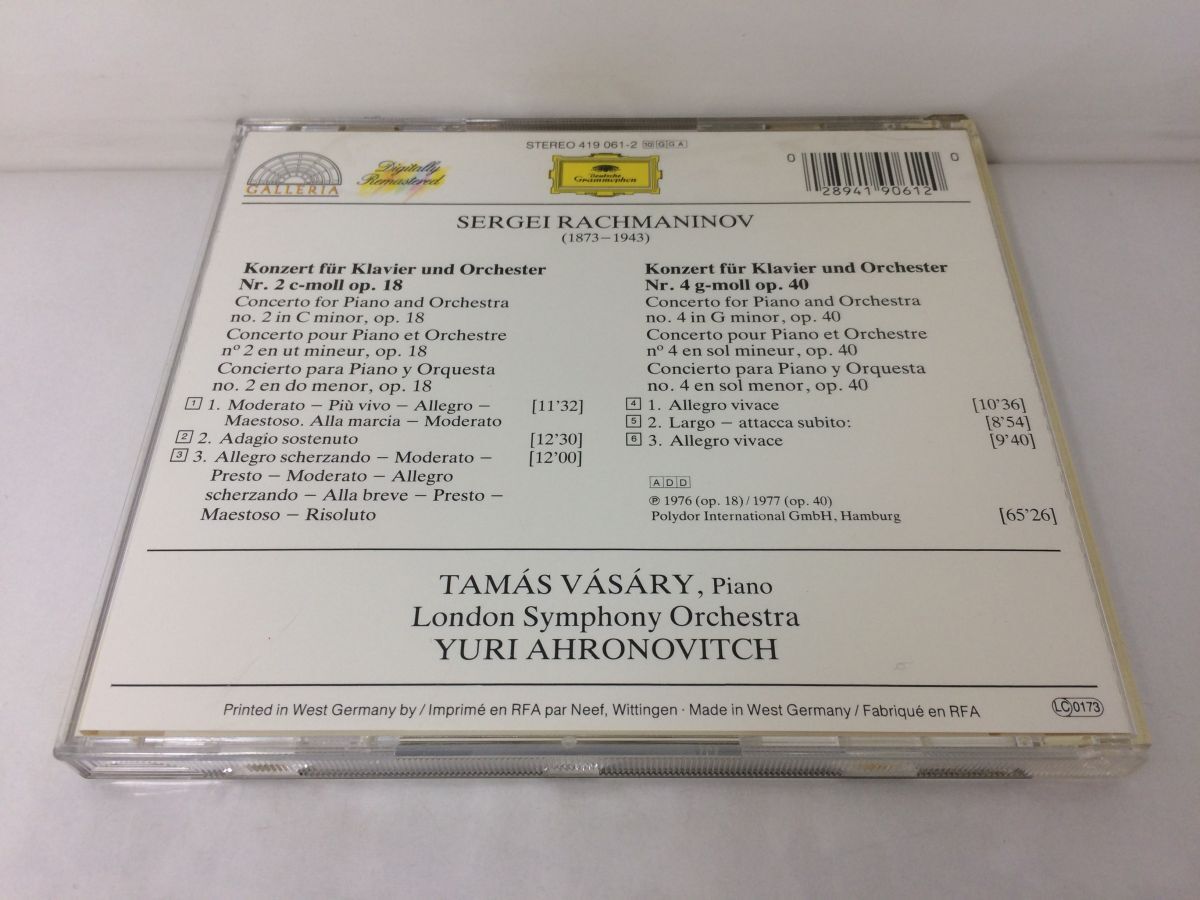 STEREO 419 061-2 10 G G A
GALLERIA
Digitally
Remastered
Deutsche
Grammophon
0 28941 90612 0
SERGEI RACHMANINOV
(1873–1943)
Konzert für Klavier und Orchester
Nr. 2 c-moll op. 18
Concerto for Piano and Orchestra
no. 2 in C minor, op. 18
Concerto pour Piano et Orchestre
nº 2 en ut mineur, op. 18
Concierto para Piano y Orquesta
no. 2 en do menor, op. 18
1 1. Moderato – Più vivo – Allegro – [11'32]
Maestoso. Alla marcia – Moderato
2 2. Adagio sostenuto [12'30]
3 3. Allegro scherzando – Moderato – [12'00]
Presto – Moderato – Allegro
scherzando – Alla breve – Presto –
Maestoso – Risoluto
Konzert für Klavier und Orchester
Nr. 4 g-moll op. 40
Concerto for Piano and Orchestra
no. 4 in G minor, op. 40
Concerto pour Piano et Orchestre
nº 4 en sol mineur, op. 40
Concierto para Piano y Orquesta
no. 4 en sol menor, op. 40
4 1. Allegro vivace [10'36]
5 2. Largo – attacca subito: [8'54]
6 3. Allegro vivace [9'40]
A D D
℗ 1976 (op. 18) / 1977 (op. 40)
Polydor International GmbH, Hamburg [65'26]
TAMÁS VÁSÁRY, Piano
London Symphony Orchestra
YURI AHRONOVITCH
Printed in West Germany by / Imprimé en RFA par Neef, Wittingen · Made in West Germany / Fabriqué en RFA
LC 0173